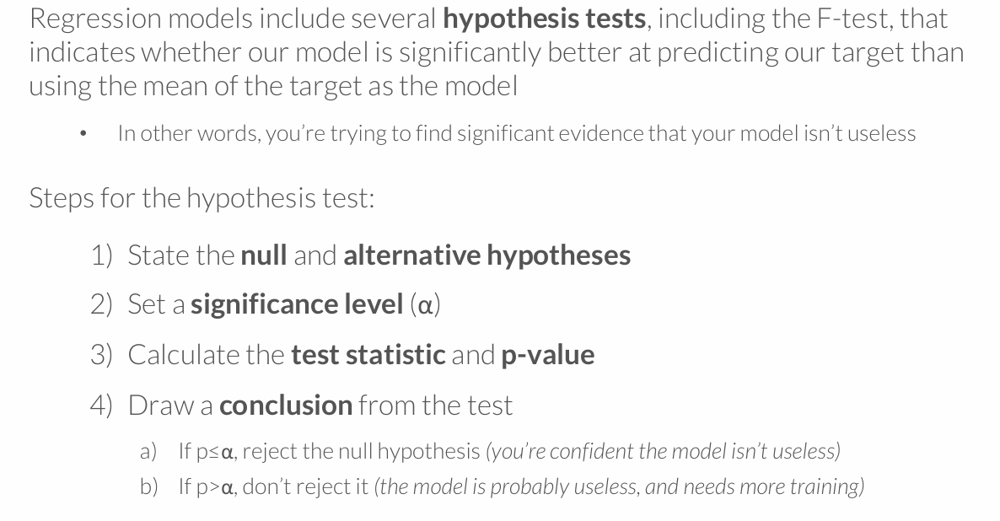 Regression models include several hypothesis tests, including the F-test, that
indicates whether our model is significantly better at predicting our target than
using the mean of the target as the model
• In other words, you’re trying to find significant evidence that your model isn’t useless
Steps for the hypothesis test:
1) State the null and alternative hypotheses
2) Set a significance level (α)
3) Calculate the test statistic and p-value
4) Draw a conclusion from the test
a) If p≤α, reject the null hypothesis (you’re confident the model isn’t useless)
b) If p>α, don’t reject it (the model is probably useless, and needs more training)